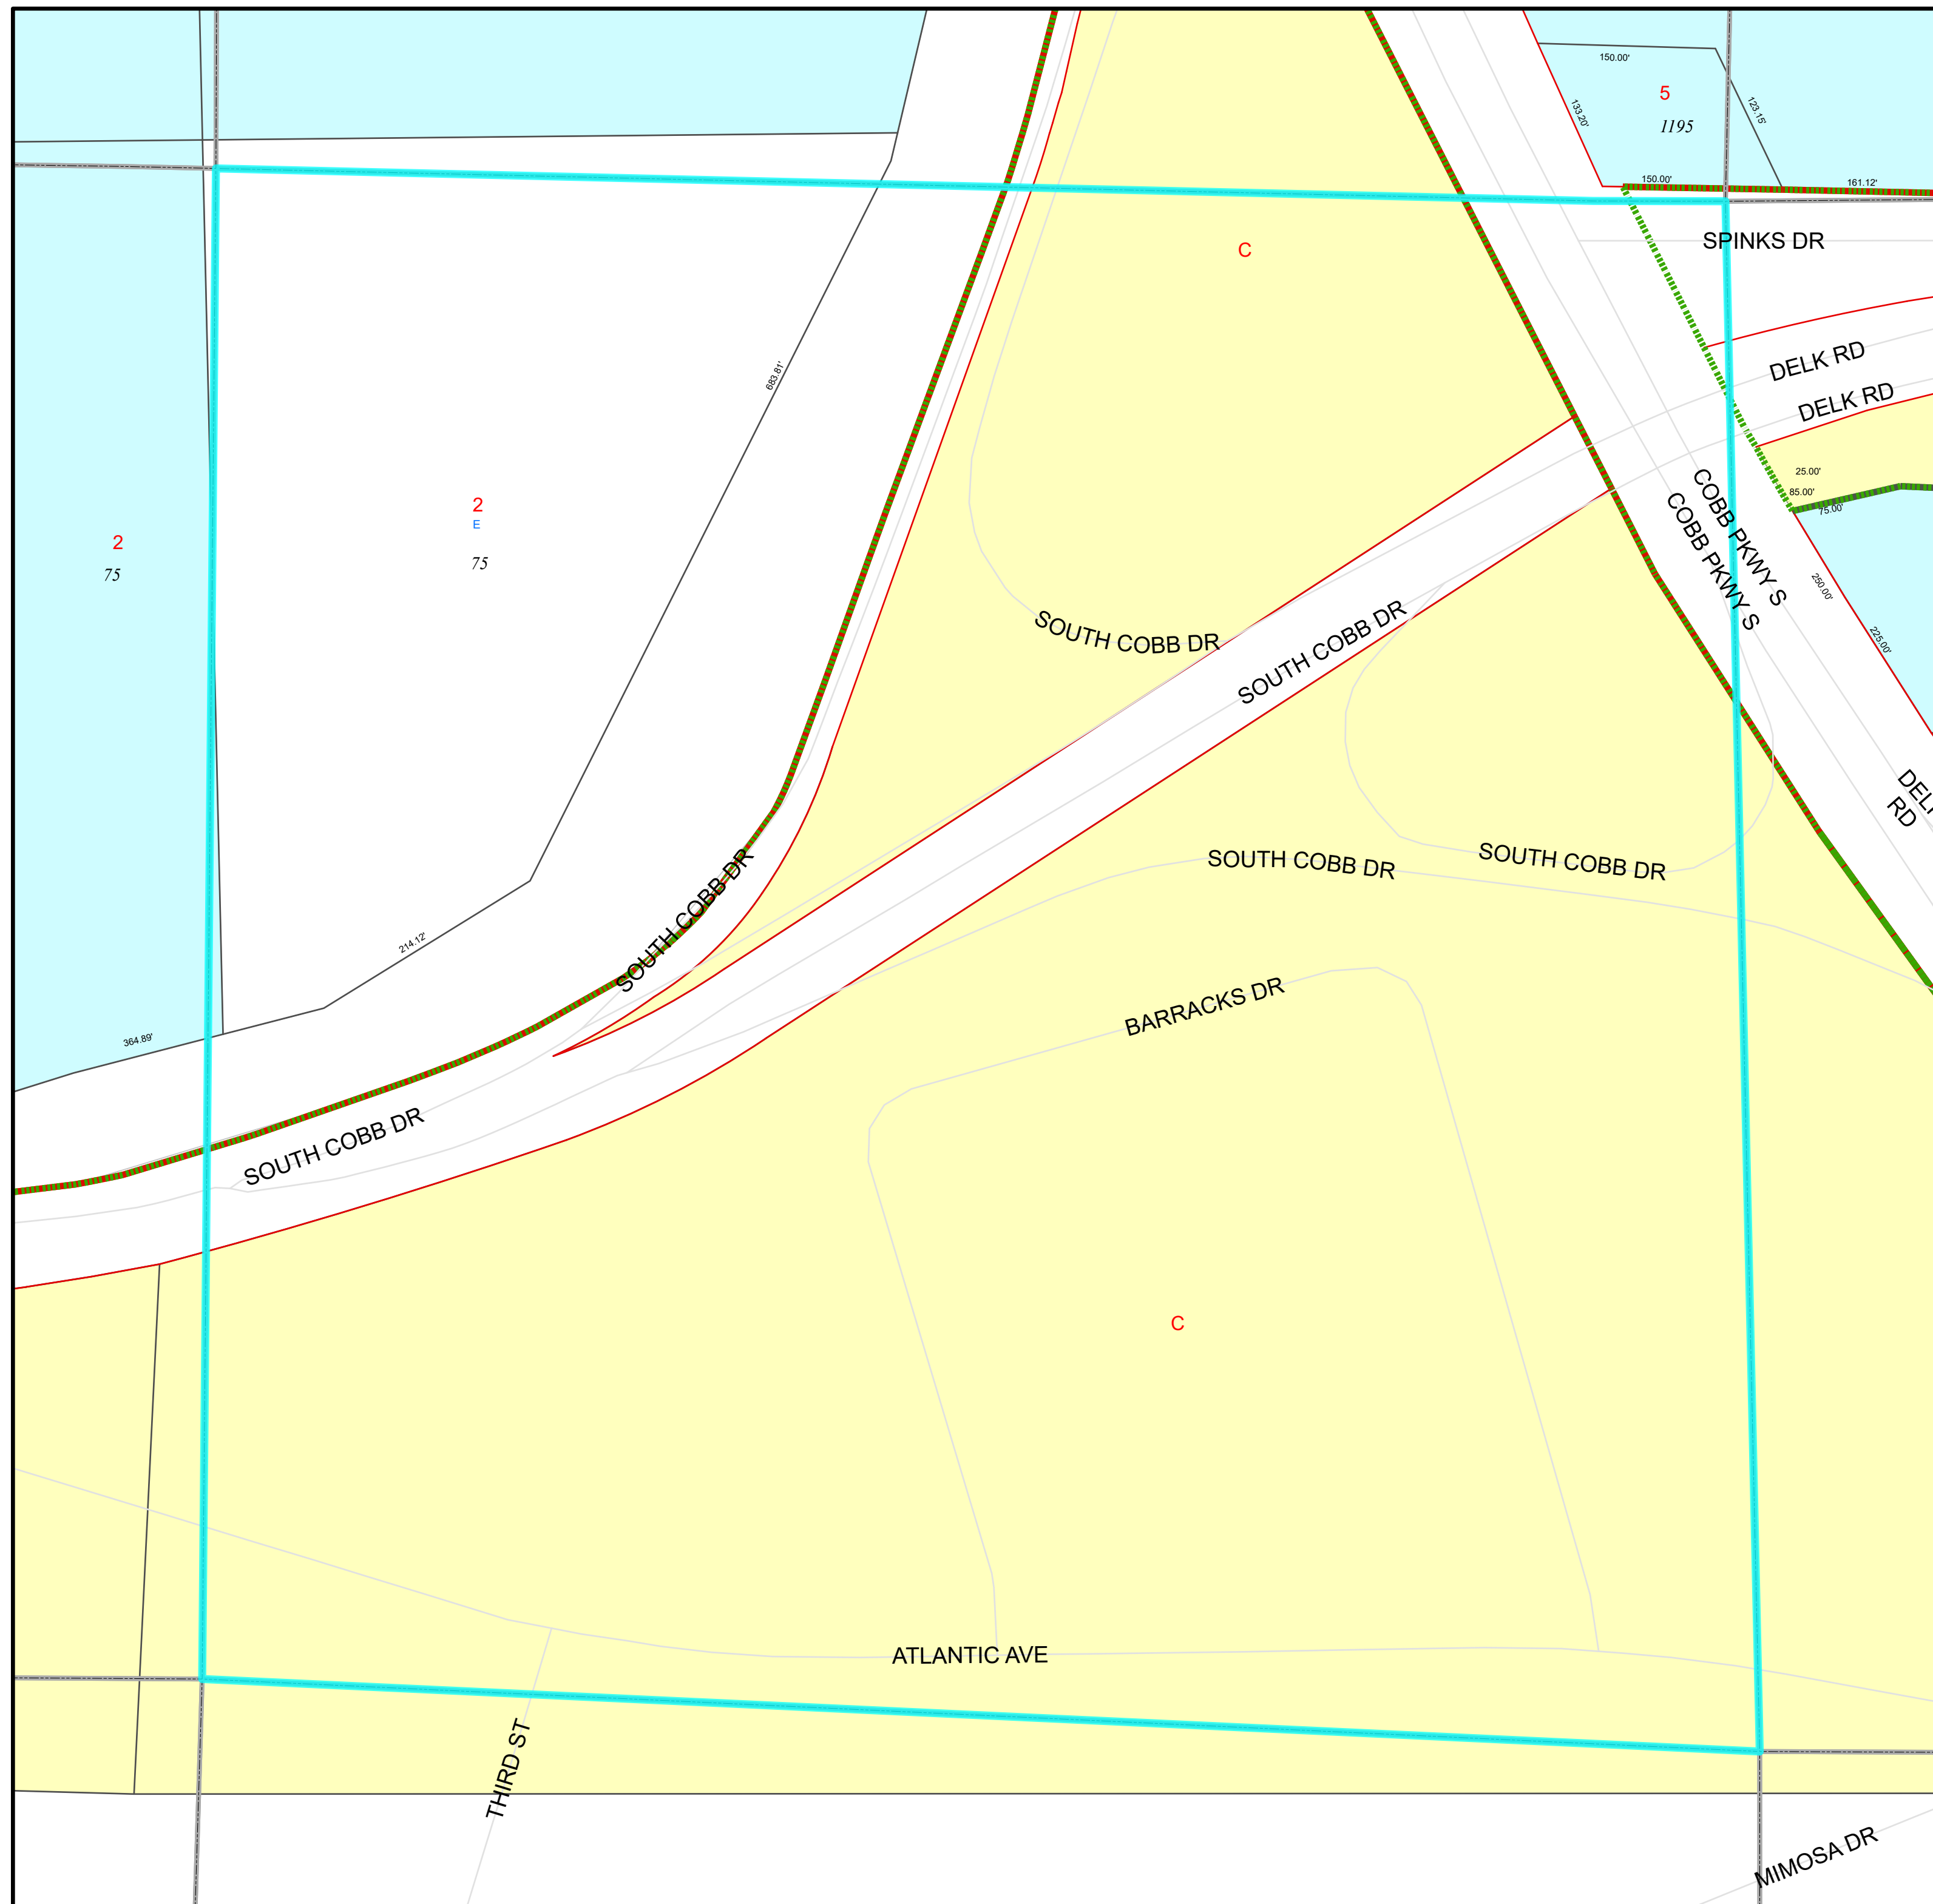 150.00'
5
1195
133.20'
123.15'
150.00'
161.12'
SPINKS DR
C
DELK RD
DELK RD
683.81'
25.00'
85.00'
75.00'
2
E
75
2
75
COBB PKWY S
COBB PKWY S
250.00'
225.00'
SOUTH COBB DR
SOUTH COBB DR
DELK
RD
SOUTH COBB DR
SOUTH COBB DR
SOUTH COBB DR
214.12'
BARRACKS DR
364.89'
SOUTH COBB DR
C
ATLANTIC AVE
THIRD ST
MIMOSA DR